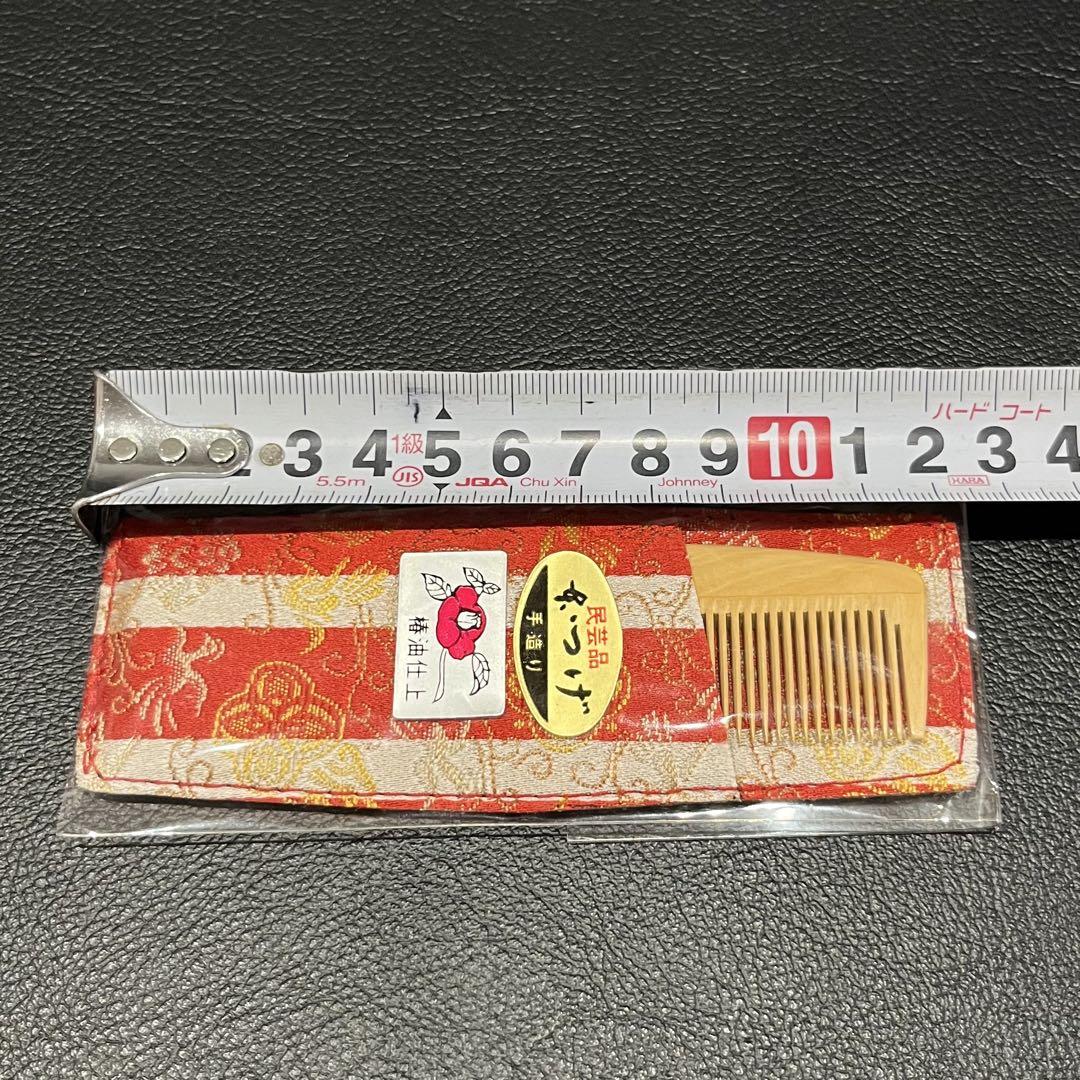 2 3 4 5 6 7 8 9 10 1 2 3 4
1級
ハード コート
5.5m JIS JQA Chu Xin Johnney HARA
椿油仕上
民芸品
本つげ
手造り